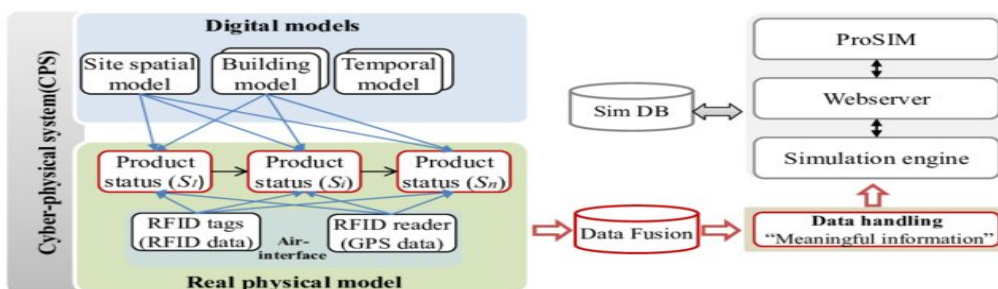 Cyber-physical system(CPS)
Digital models
Site spatial
model
Building
model
Temporal
model
Product
status (S1)
Product
status (Si)
Product
status (Sn)
RFID tags
(RFID data)
Air-
interface
RFID reader
(GPS data)
Real physical model
Data Fusion
Data handling
“Meaningful information”
Sim DB
ProSIM
Webserver
Simulation engine